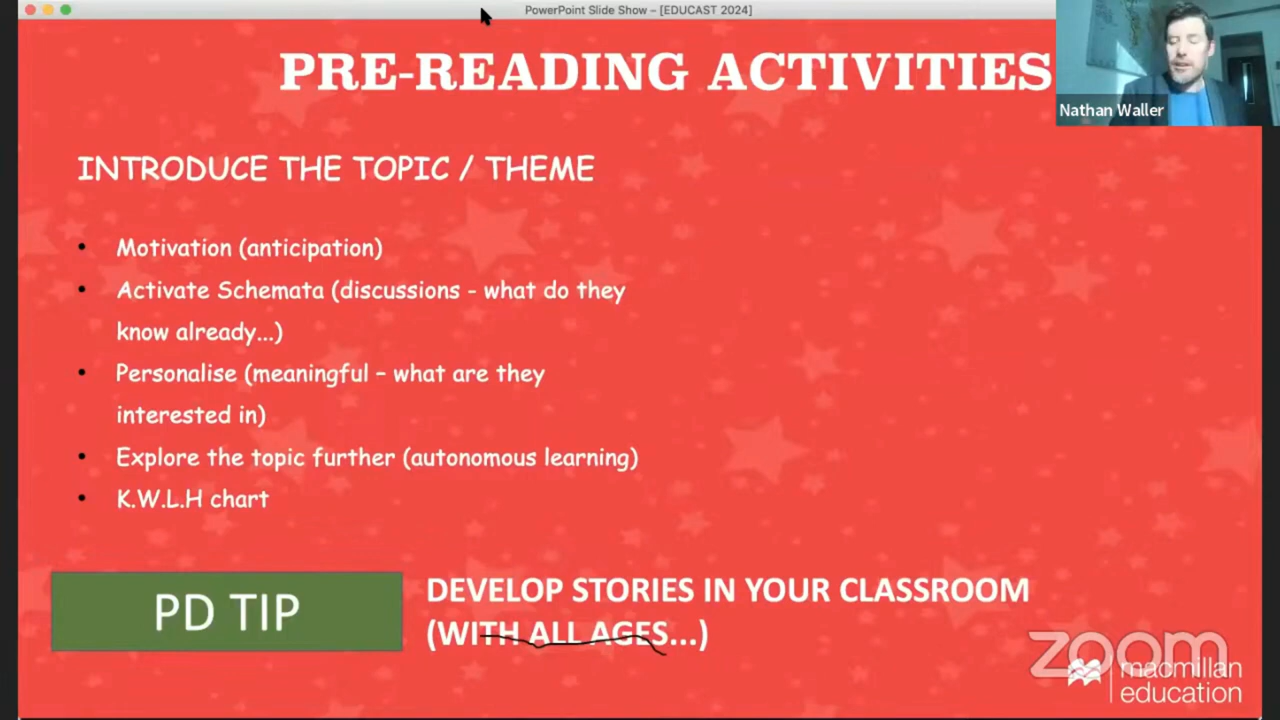 PowerPoint Slide Show – [EDUCAST 2024]
PRE-READING ACTIVITIES
Nathan Waller
INTRODUCE THE TOPIC / THEME
• Motivation (anticipation)
• Activate Schemata (discussions - what do they
know already...)
• Personalise (meaningful – what are they
interested in)
• Explore the topic further (autonomous learning)
• K.W.L.H chart
PD TIP
DEVELOP STORIES IN YOUR CLASSROOM
(WITH ALL AGES...)
zoom
macmillan
education